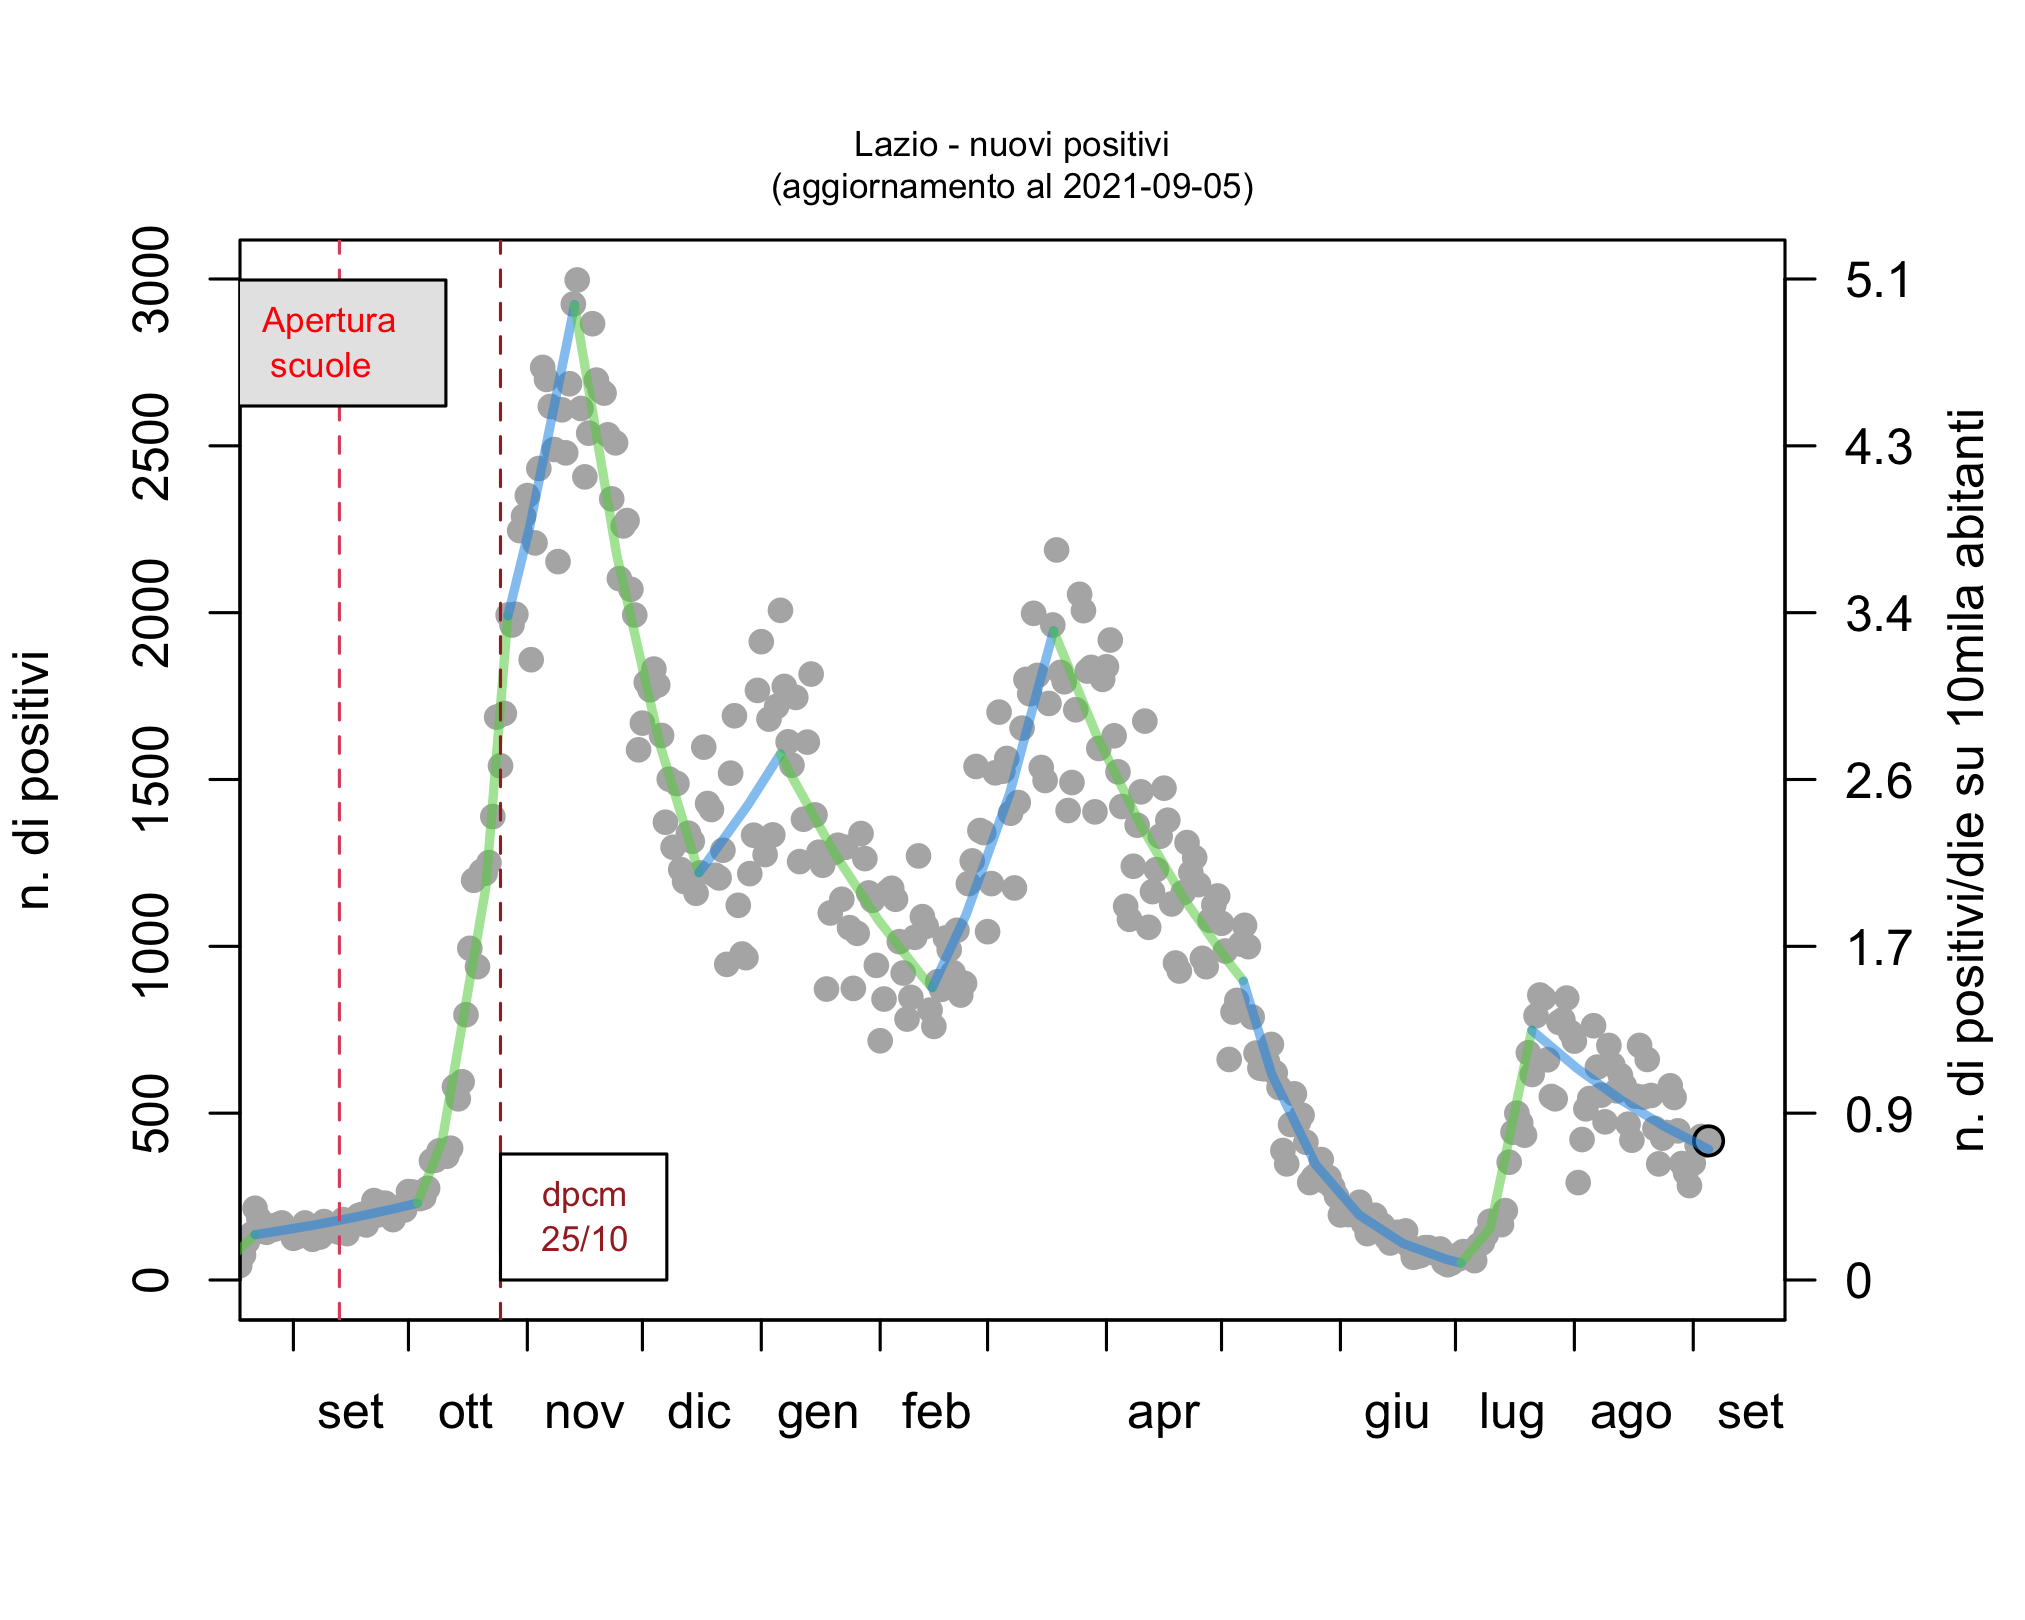 Lazio - nuovi positivi
(aggiornamento al 2021-09-05)
n. di positivi
3000
2500
2000
1500
1000
500
0
Apertura
scuole
dpcm
25/10
5.1
4.3
3.4
2.6
1.7
0.9
0
n. di positivi/die su 10mila abitanti
set ott nov dic gen feb apr giu lug ago set